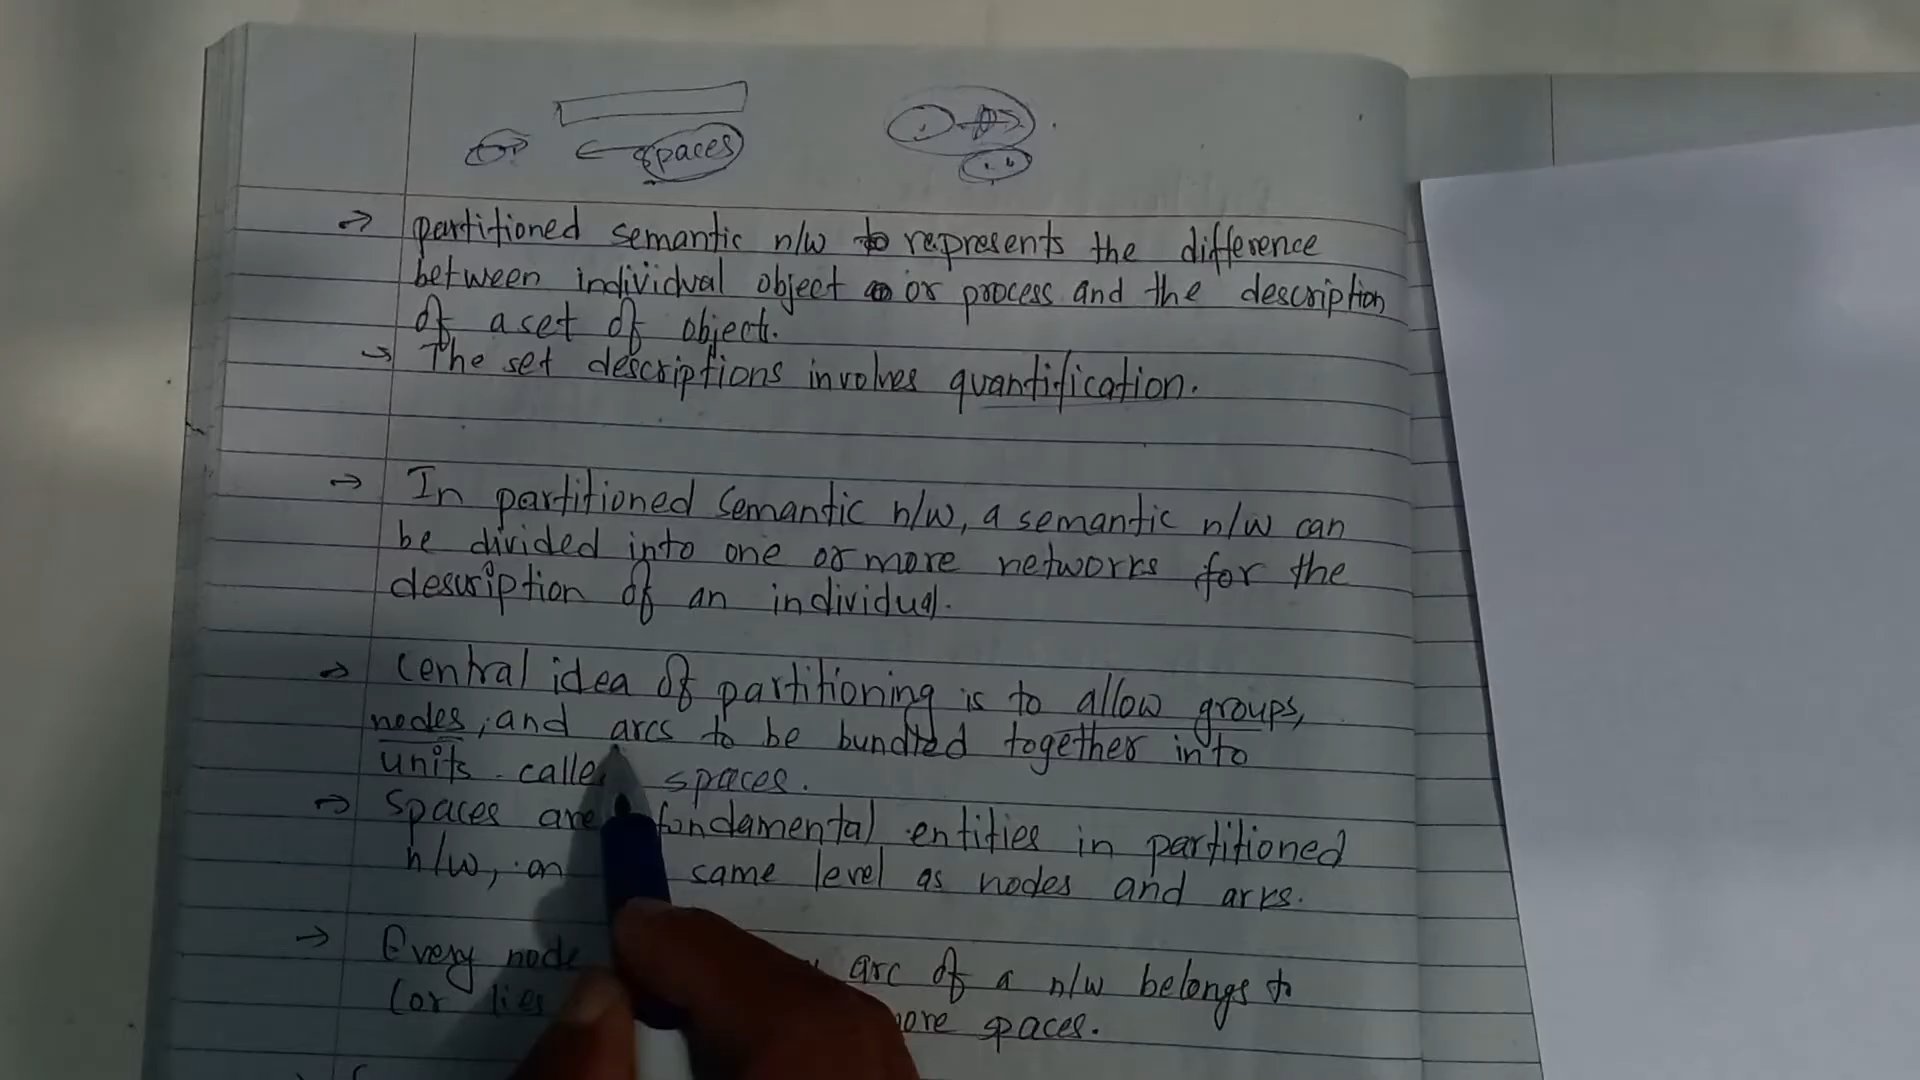 spaces
→ partitioned semantic n/w to represents the difference
between individual object or process and the description
of a set of object.
→ The set descriptions involves quantification.
→ In partitioned semantic n/w, a semantic n/w can
be divided into one or more networks for the
description of an individual.
→ Central idea of partitioning is to allow groups,
nodes, and arcs to be bundled together into
units calle spaces.
→ Spaces are fundamental entities in partitioned
n/w, on same level as nodes and arks.
→ Every node arc of a n/w belongs to
(or lies more spaces.